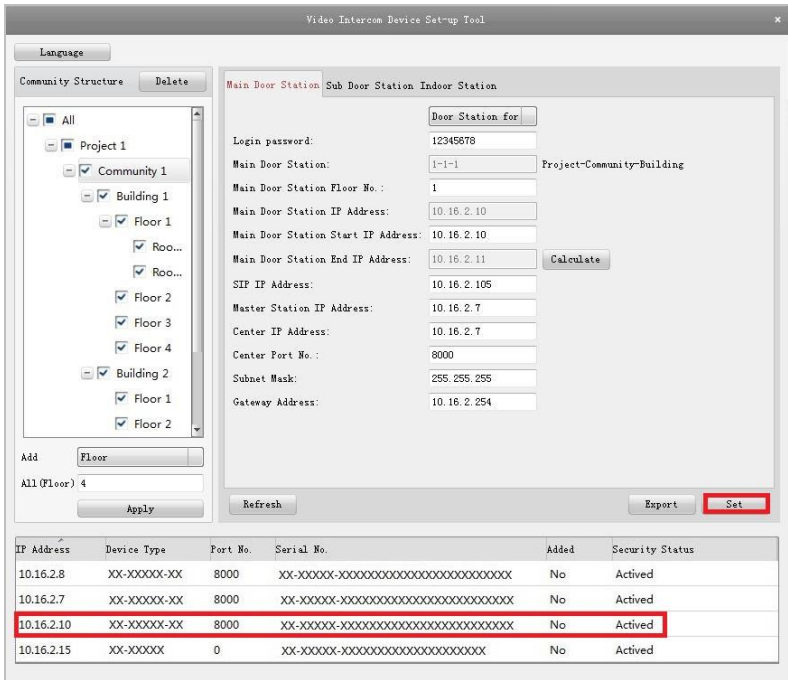 Video Intercom Device Set-up Tool ×
Language
Community Structure Delete
All
Project 1
Community 1
Building 1
Floor 1
Roo...
Roo...
Floor 2
Floor 3
Floor 4
Building 2
Floor 1
Floor 2
Add Floor
All(Floor) 4
Apply
Main Door Station Sub Door Station Indoor Station
Door Station for
Login password: 12345678
Main Door Station: 1-1-1 Project-Community-Building
Main Door Station Floor No.: 1
Main Door Station IP Address: 10.16.2.10
Main Door Station Start IP Address: 10.16.2.10
Main Door Station End IP Address: 10.16.2.11 Calculate
SIP IP Address: 10.16.2.105
Master Station IP Address: 10.16.2.7
Center IP Address: 10.16.2.7
Center Port No.: 8000
Subnet Mask: 255.255.255
Gateway Address: 10.16.2.254
Refresh Export Set
IP Address Device Type Port No. Serial No. Added Security Status
10.16.2.8 XX-XXXXX-XX 8000 XX-XXXXX-XXXXXXXXXXXXXXXXXXXXXXXXX No Actived
10.16.2.7 XX-XXXXX-XX 8000 XX-XXXXX-XXXXXXXXXXXXXXXXXXXXXXXXX No Actived
10.16.2.10 XX-XXXXX-XX 8000 XX-XXXXX-XXXXXXXXXXXXXXXXXXXXXXXXX No Actived
10.16.2.15 XX-XXXXX 0 XX-XXXXX-XXXXXXXXXXXXXXXXXXXXX No Actived